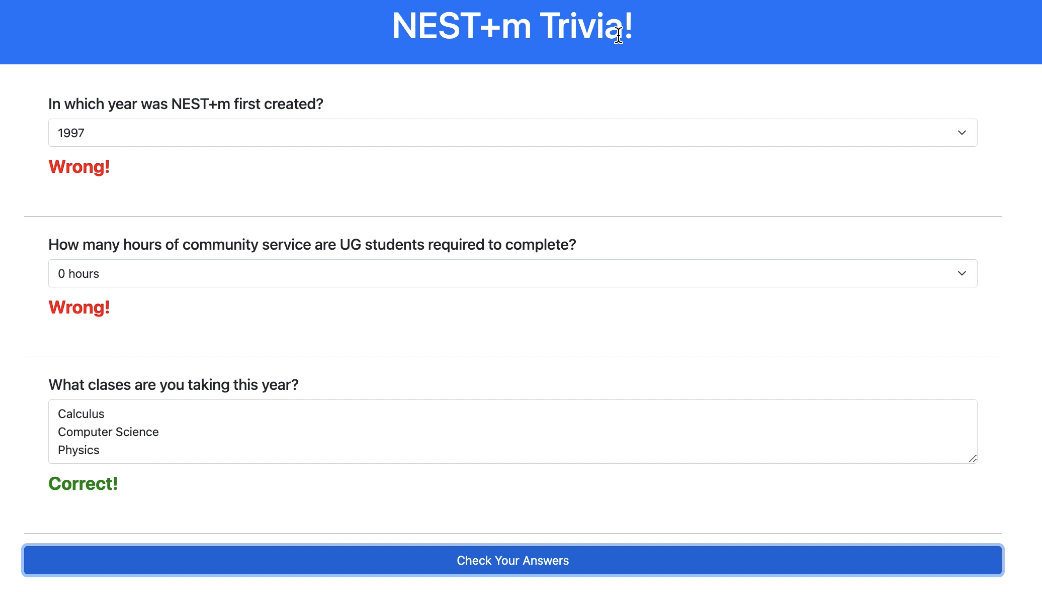 NEST+m Trivia!
In which year was NEST+m first created?
1997
Wrong!
How many hours of community service are UG students required to complete?
0 hours
Wrong!
What clases are you taking this year?
Calculus
Computer Science
Physics
Correct!
Check Your Answers